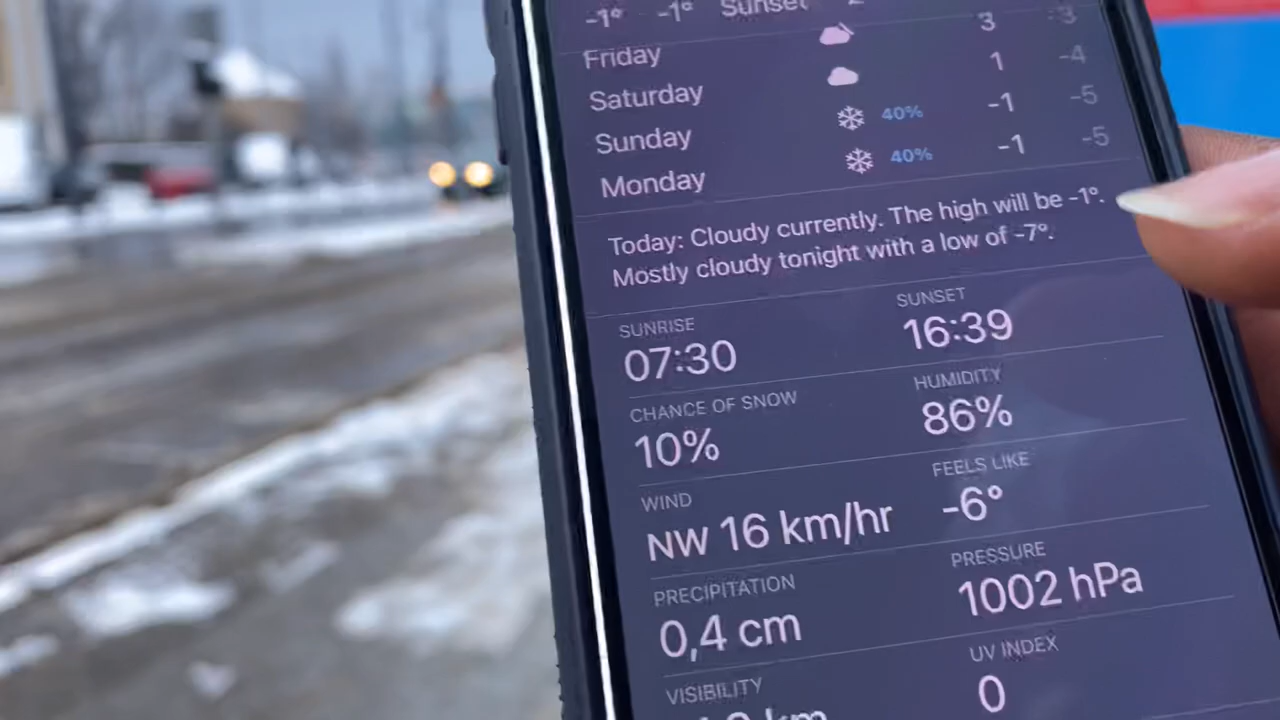 -1° -1° Sunset
Friday 3 -3
Saturday 1 -4
Sunday 40% -1 -5
Monday 40% -1 -5
Today: Cloudy currently. The high will be -1°.
Mostly cloudy tonight with a low of -7°.
SUNRISE SUNSET
07:30 16:39
CHANCE OF SNOW HUMIDITY
10% 86%
WIND FEELS LIKE
NW 16 km/hr -6°
PRECIPITATION PRESSURE
0,4 cm 1002 hPa
VISIBILITY UV INDEX
km 0